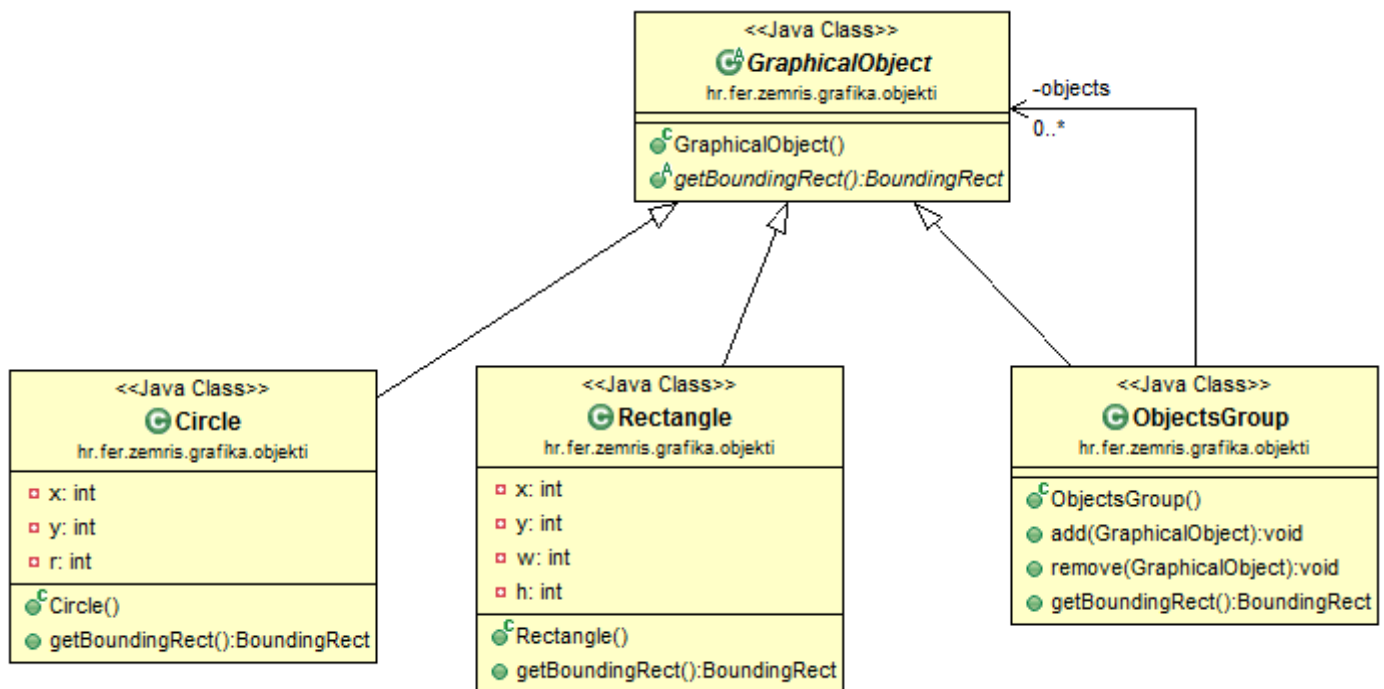 <<Java Class>>
GraphicalObject
hr.fer.zemris.grafika.objekti
GraphicalObject()
getBoundingRect():BoundingRect
-objects
0..*
<<Java Class>>
Circle
hr.fer.zemris.grafika.objekti
x: int
y: int
r: int
Circle()
getBoundingRect():BoundingRect
<<Java Class>>
Rectangle
hr.fer.zemris.grafika.objekti
x: int
y: int
w: int
h: int
Rectangle()
getBoundingRect():BoundingRect
<<Java Class>>
ObjectsGroup
hr.fer.zemris.grafika.objekti
ObjectsGroup()
add(GraphicalObject):void
remove(GraphicalObject):void
getBoundingRect():BoundingRect